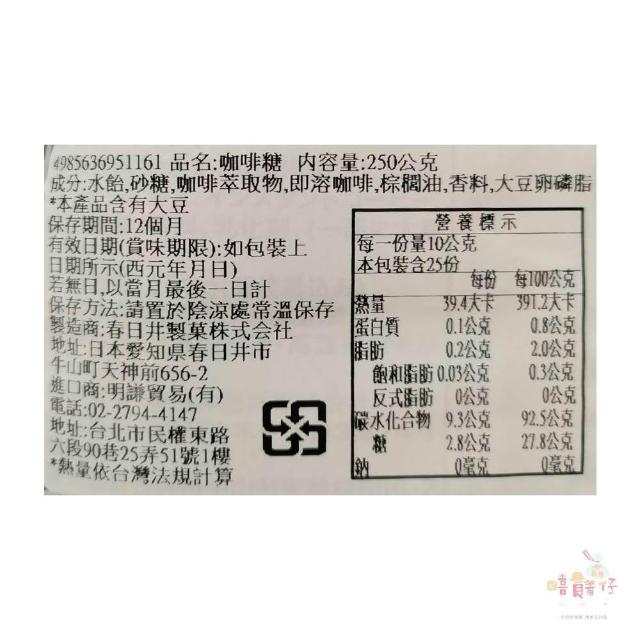 4985636951161 品名:咖啡糖 內容量:250公克
成分:水飴,砂糖,咖啡萃取物,即溶咖啡,棕櫚油,香料,大豆卵磷脂
*本產品含有大豆
保存期間:12個月
有效日期(賞味期限):如包裝上
日期所示(西元年月日)
若無日,以當月最後一日計
保存方法:請置於陰涼處常溫保存
製造商:春日井製菓株式会社
地址:日本愛知県春日井市
牛山町天神前656-2
進口商:明謙貿易(有)
電話:02-2794-4147
地址:台北市民權東路
六段90巷25弄51號1樓
*熱量依台灣法規計算
營養標示
每一份量10公克
本包裝含25份
每份 每100公克
熱量 39.4大卡 391.2大卡
蛋白質 0.1公克 0.8公克
脂肪 0.2公克 2.0公克
飽和脂肪 0.03公克 0.3公克
反式脂肪 0公克 0公克
碳水化合物 9.3公克 92.5公克
糖 2.8公克 27.8公克
鈉 0毫克 0毫克
嘻貨箸仔